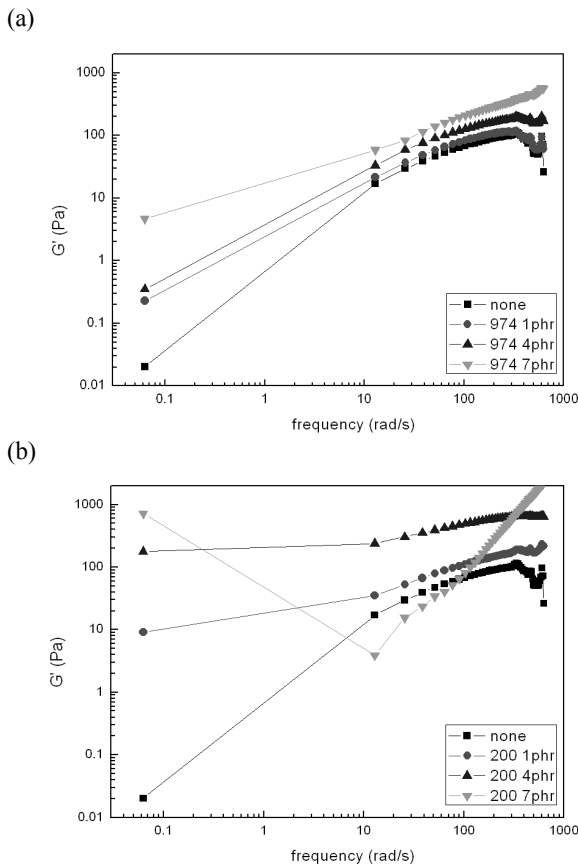 (a)
1000
100
10
1
0.1
0.01
G' (Pa)
0.1
1
10
100
1000
frequency (rad/s)
none
974 1phr
974 4phr
974 7phr
(b)
1000
100
10
1
0.1
0.01
G' (Pa)
0.1
1
10
100
1000
frequency (rad/s)
none
200 1phr
200 4phr
200 7phr